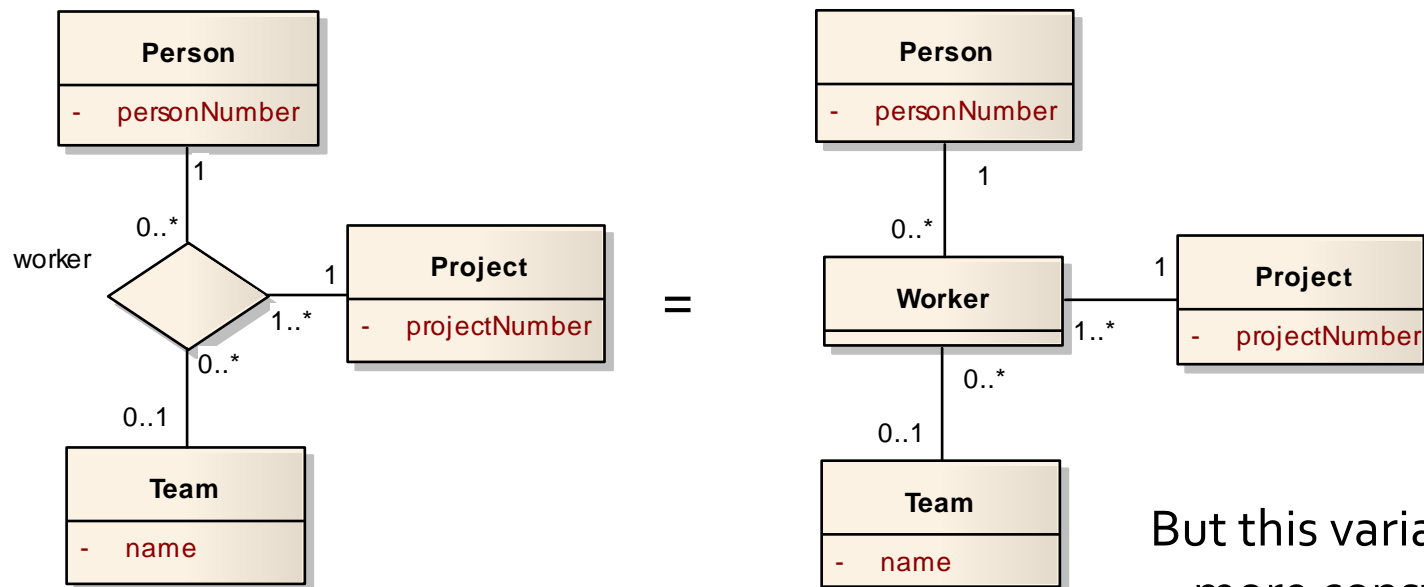 Person
- personNumber
1
0..*
worker
1
1..*
Project
- projectNumber
0..*
0..1
Team
- name
=
Person
- personNumber
1
0..*
Worker
1
1..*
Project
- projectNumber
0..*
0..1
Team
- name
But this